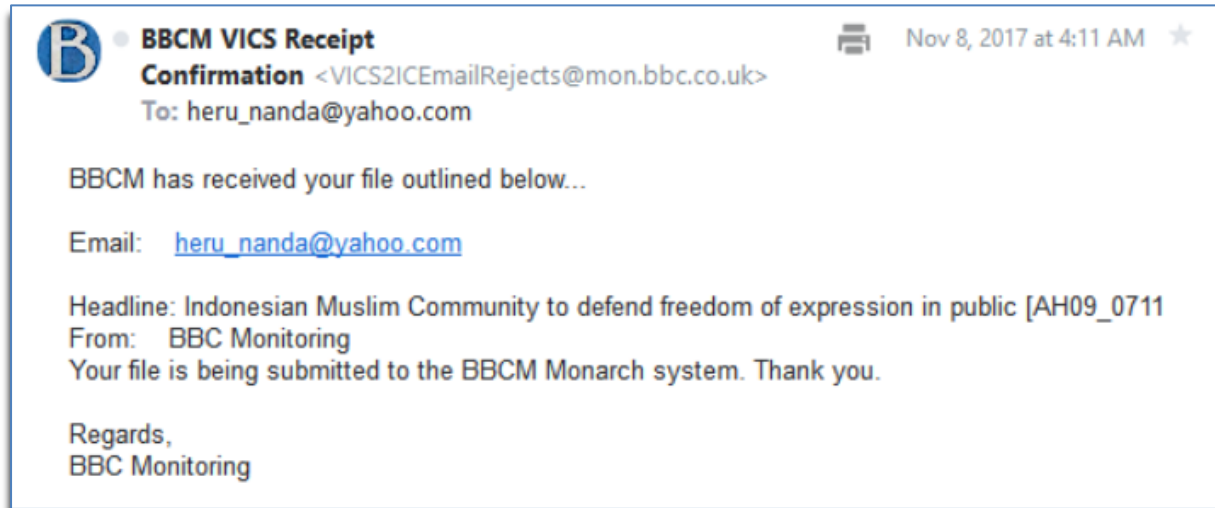 B
BBCM VICS Receipt
Nov 8, 2017 at 4:11 AM
Confirmation <VICS2ICEmailRejects@mon.bbc.co.uk>
To: heru_nanda@yahoo.com
BBCM has received your file outlined below...
Email: heru_nanda@yahoo.com
Headline: Indonesian Muslim Community to defend freedom of expression in public [AH09_0711
From: BBC Monitoring
Your file is being submitted to the BBCM Monarch system. Thank you.
Regards,
BBC Monitoring